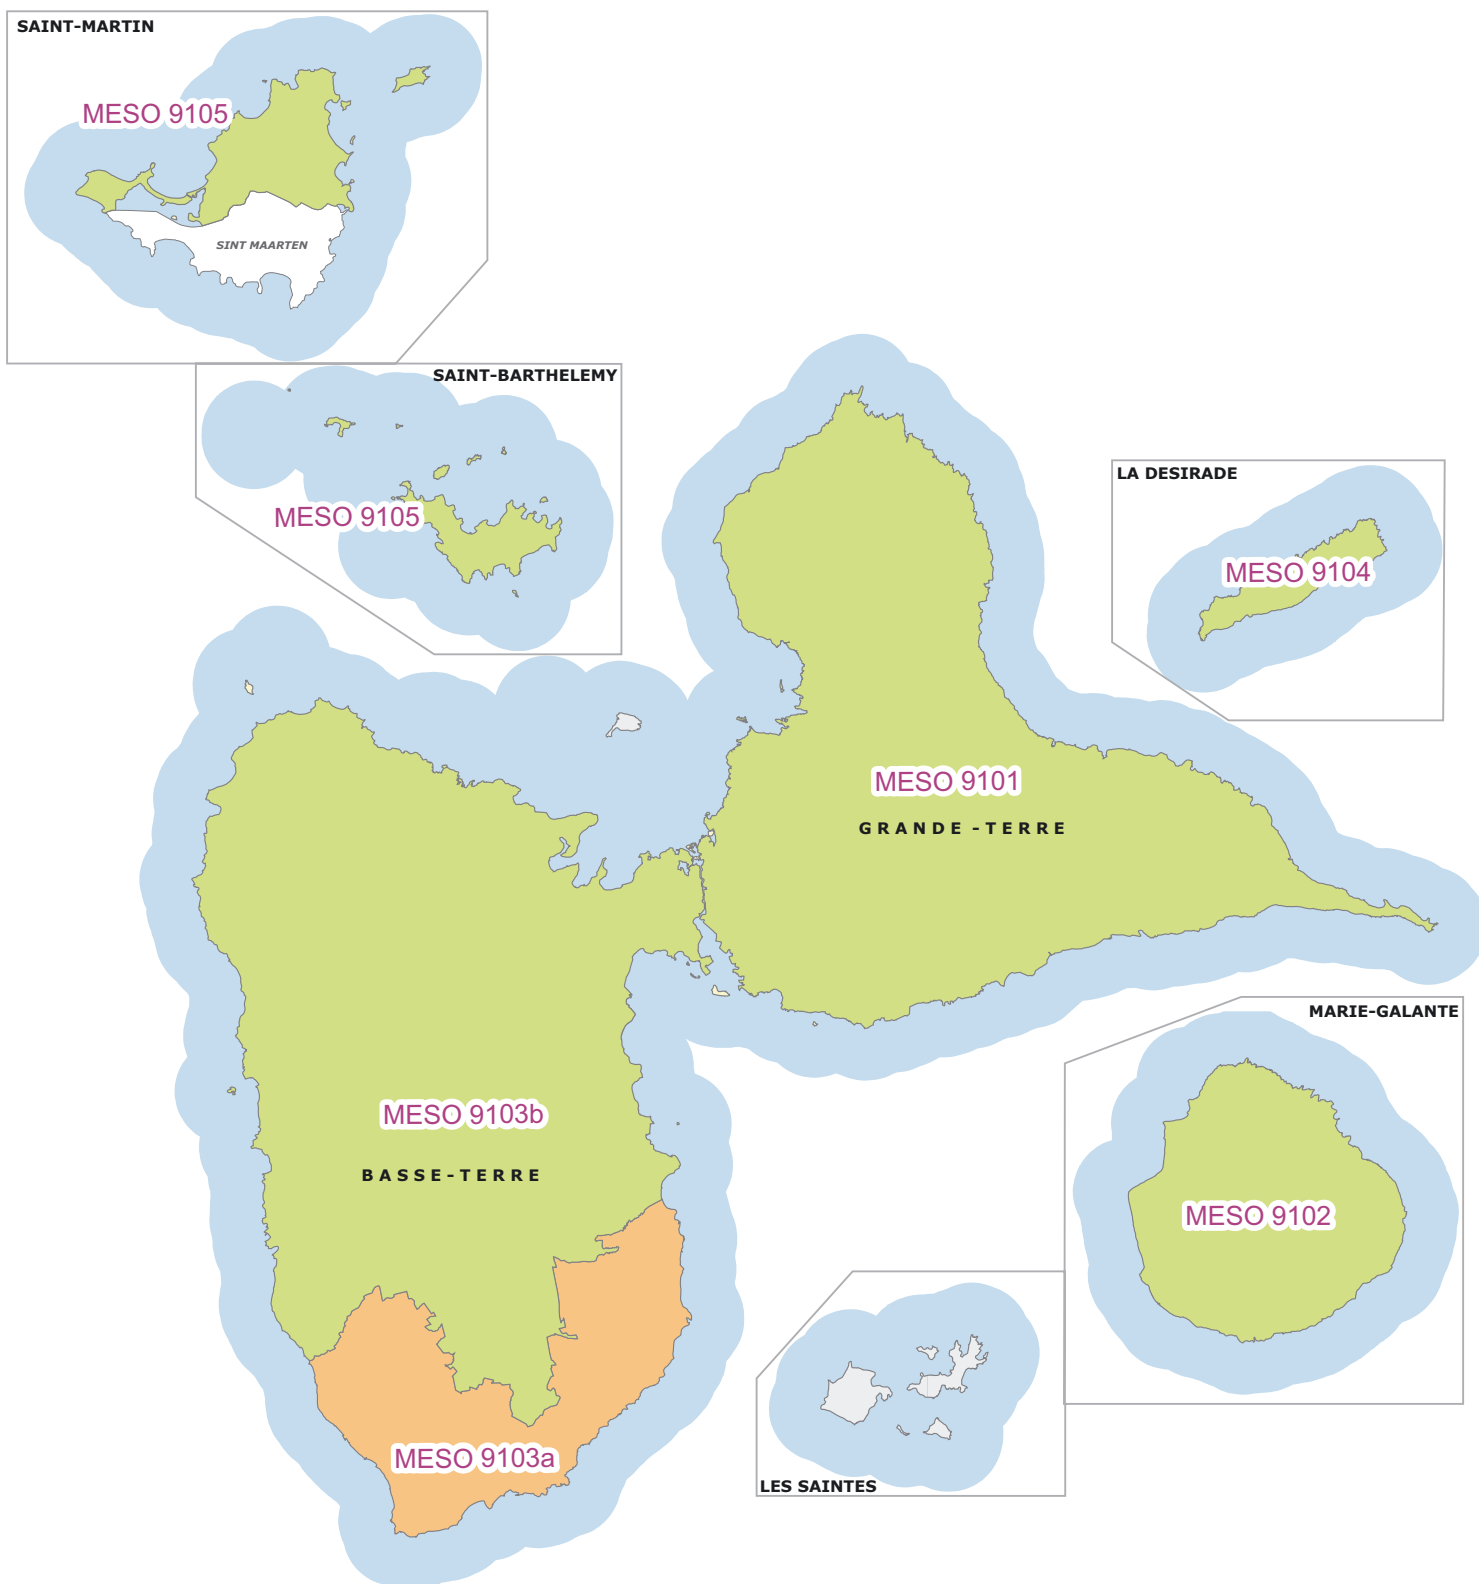 SAINT-MARTIN
MESO 9105
SINT MAARTEN
SAINT-BARTHELEMY
MESO 9105
LA DESIRADE
MESO 9104
MESO 9101
GRANDE-TERRE
MARIE-GALANTE
MESO 9103b
BASSE-TERRE
MESO 9102
MESO 9103a
LES SAINTES